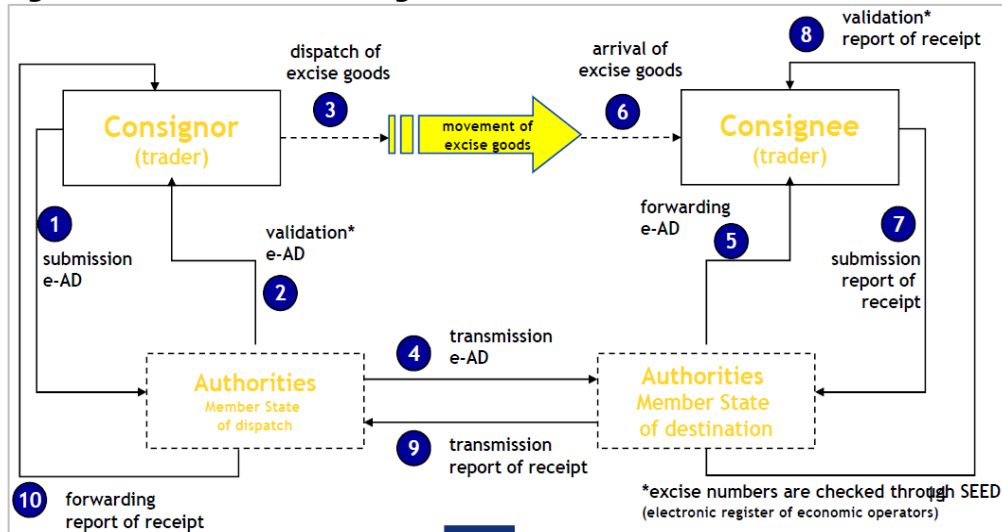 8
validation*
report of receipt
dispatch of
excise goods
arrival of
excise goods
3
6
Consignor
(trader)
movement of
excise goods
Consignee
(trader)
1
submission
e-AD
validation*
e-AD
2
forwarding
e-AD
5
7
submission
report of
receipt
4
transmission
e-AD
Authorities
Member State
of dispatch
Authorities
Member State
of destination
9
transmission
report of receipt
10
forwarding
report of receipt
*excise numbers are checked through SEED
(electronic register of economic operators)